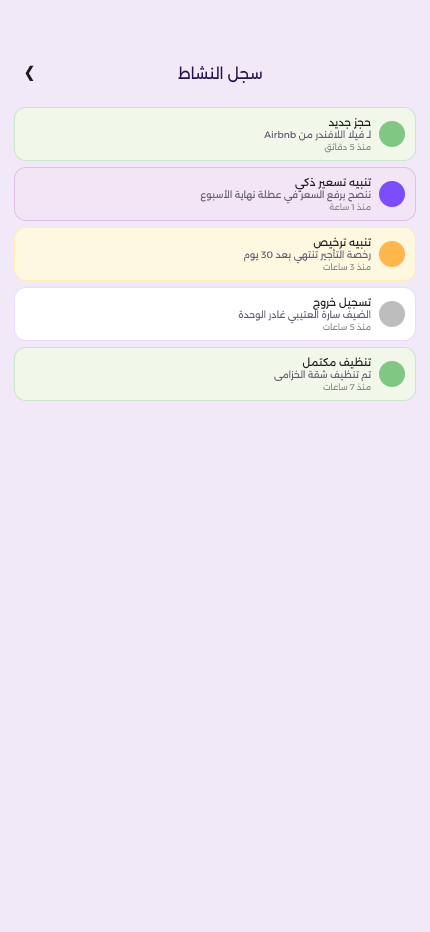 سجل النشاط
حجز جديد
لـ فيلا اللافندر من Airbnb
منذ 5 دقائق
تنبيه تسعير ذكي
ننصح برفع السعر في عطلة نهاية الأسبوع
منذ 1 ساعة
تنبيه ترخيص
رخصة التأجير تنتهي بعد 30 يوم
منذ 3 ساعات
تسجيل خروج
الضيف سارة العتيبي غادر الوحدة
منذ 5 ساعات
تنظيف مكتمل
تم تنظيف شقة الخزامى
منذ 7 ساعات